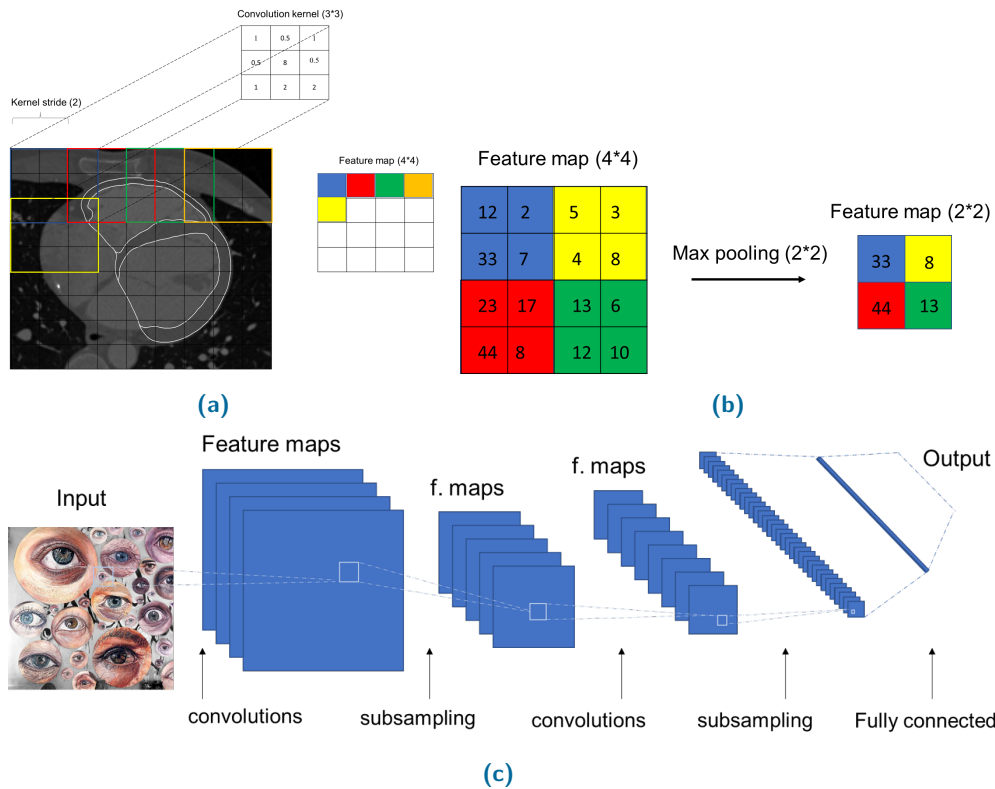 Convolution kernel (3*3)
1 0.5 1
0.5 8 0.5
1 2 2
Kernel stride (2)
Feature map (4*4)
Feature map (4*4)
12 2 5 3
33 7 4 8
23 17 13 6
44 8 12 10
Max pooling (2*2)
Feature map (2*2)
33 8
44 13
(a)
(b)
Input
Feature maps
f. maps
f. maps
Output
convolutions
subsampling
convolutions
subsampling
Fully connected
(c)